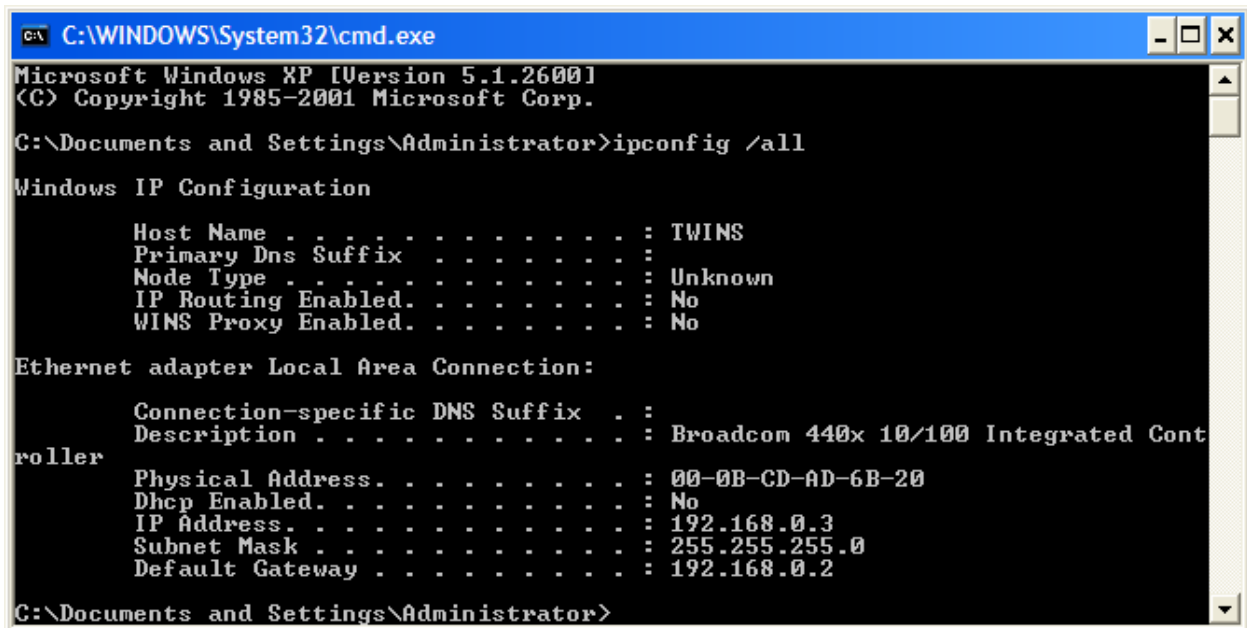 C:\WINDOWS\System32\cmd.exe
Microsoft Windows XP [Version 5.1.2600]
(C) Copyright 1985-2001 Microsoft Corp.
C:\Documents and Settings\Administrator>ipconfig /all
Windows IP Configuration
Host Name . . . . . . . . . . . . : TWINS
Primary Dns Suffix  . . . . . . . :
Node Type . . . . . . . . . . . . : Unknown
IP Routing Enabled. . . . . . . . : No
WINS Proxy Enabled. . . . . . . . : No
Ethernet adapter Local Area Connection:
Connection-specific DNS Suffix  . :
Description . . . . . . . . . . . : Broadcom 440x 10/100 Integrated Cont
roller
Physical Address. . . . . . . . . : 00-0B-CD-AD-6B-20
Dhcp Enabled. . . . . . . . . . . : No
IP Address. . . . . . . . . . . . : 192.168.0.3
Subnet Mask . . . . . . . . . . . : 255.255.255.0
Default Gateway . . . . . . . . . : 192.168.0.2
C:\Documents and Settings\Administrator>